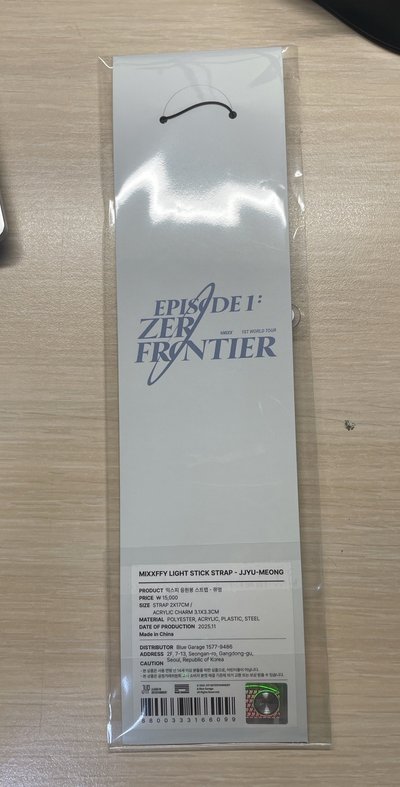 EPISODE 1:
ZERO
NMIXX 1ST WORLD TOUR
FRONTIER
MIXXFFY LIGHT STICK STRAP - JJYU-MEONG
PRODUCT 믹스피 응원봉 스트랩 - 쮸멍
PRICE ₩ 15,000
SIZE STRAP 2X17CM /
ACRYLIC CHARM 3.1X3.3CM
MATERIAL POLYESTER, ACRYLIC, PLASTIC, STEEL
DATE OF PRODUCTION 2025.11
Made in China
DISTRIBUTOR Blue Garage 1577-9486
ADDRESS 2F, 7-13, Seongan-ro, Gangdong-gu,
Seoul, Republic of Korea
CAUTION
8800333166099